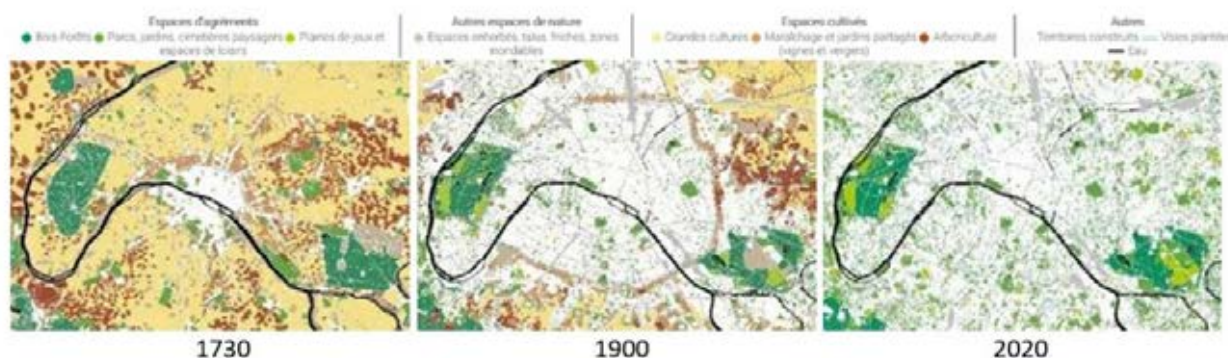 Espaces d'agréments
Autres espaces de nature
Espaces cultivés
Autres
Bois-Forêts
Parcs, jardins, cimetières paysagers et espaces de loisirs
Plaines de jeux et
Espaces enherbés, talus, friches, zones inondables
Grandes cultures
Maraîchage et jardins partagés (vignes et vergers)
Arboriculture
Territoires construits
Voies plantées
Eau
1730
1900
2020